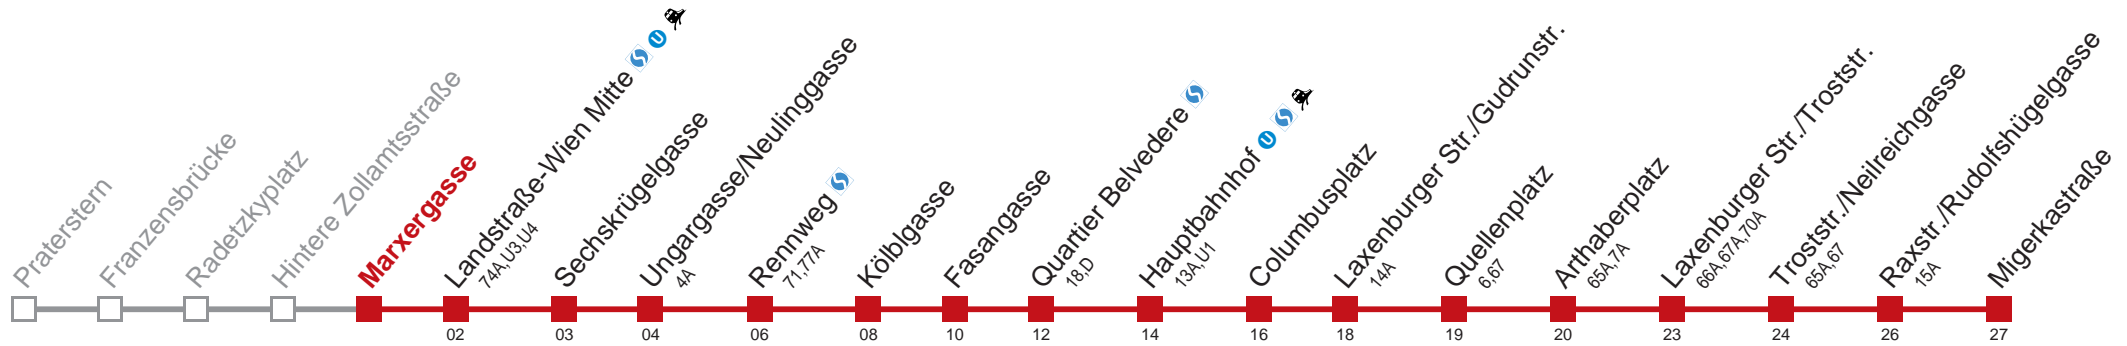 Praterstern
Franzensbrücke
Radetzkyplatz
Hintere Zollamtsstraße
Marxergasse
Landstraße-Wien Mitte U
74A,U3,U4
Sechskrügelgasse
Ungargasse/Neulinggasse
4A
Rennweg
71,77A
Kölblgasse
Fasangasse
Quartier Belvedere
18,D
Hauptbahnhof U
13A,U1
Columbusplatz
Laxenburger Str./Gudrunstr.
14A
Quellenplatz
6,67
Arthaberplatz
65A,7A
Laxenburger Str./Troststr.
66A,67A,70A
Troststr./Neilreichgasse
65A,67
Raxstr./Rudolfshügelgasse
15A
Migerkastraße
02 03 04 06 08 10 12 14 16 18 19 20 23 24 26 27